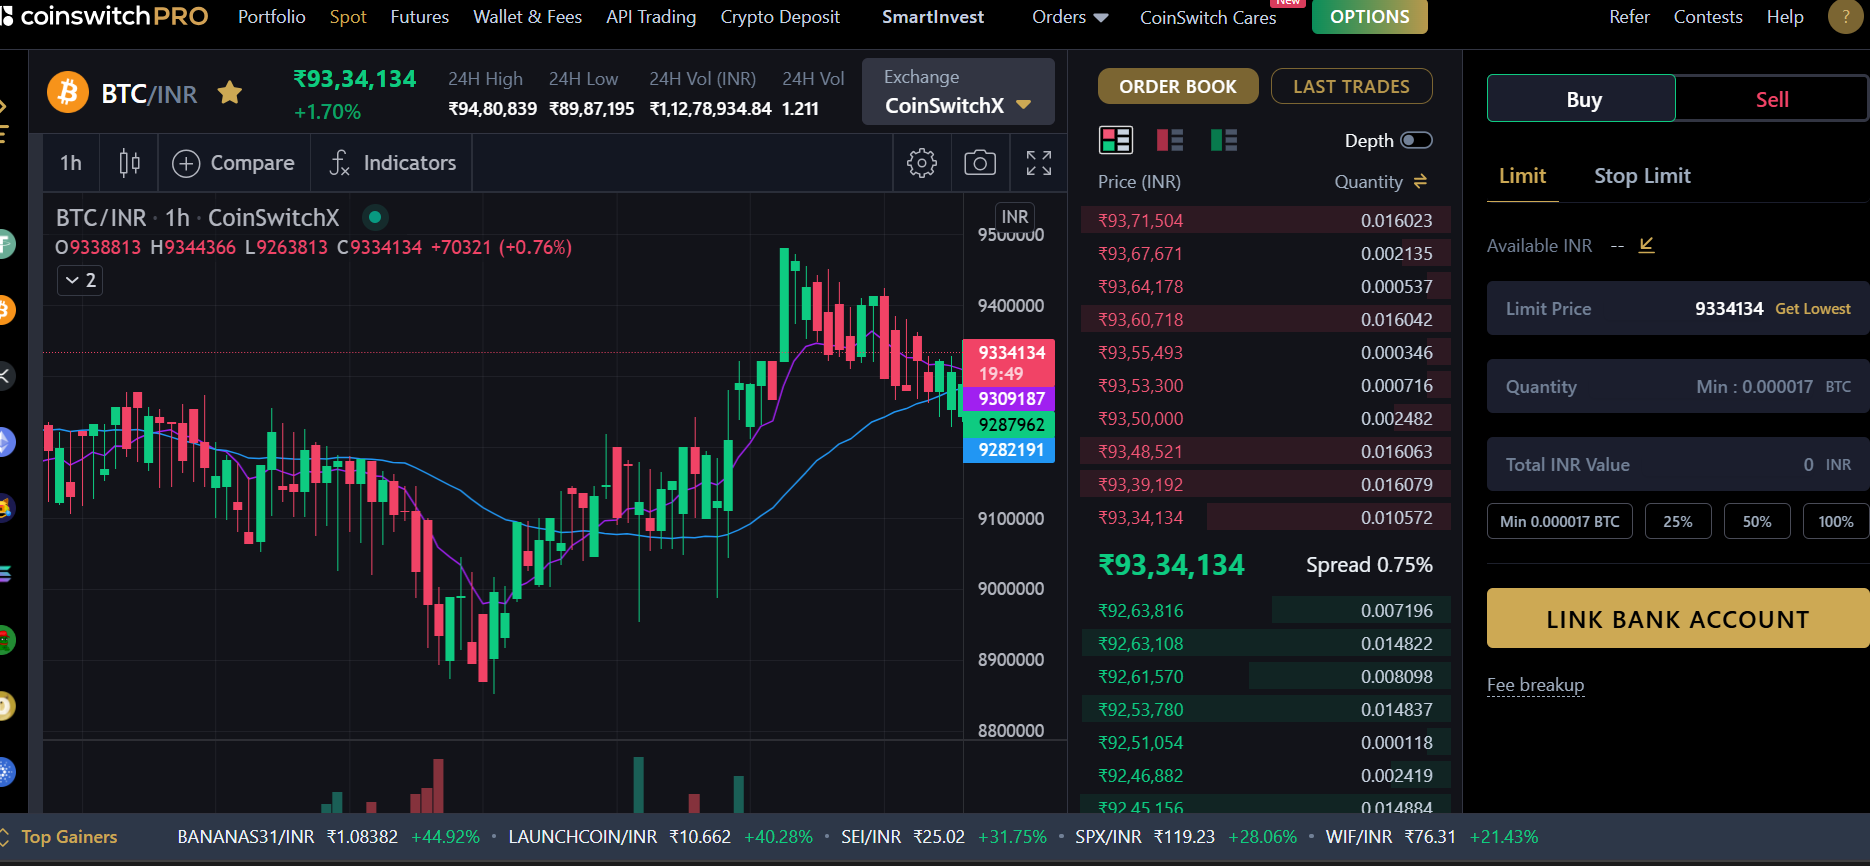 coinswitch PRO
Portfolio Spot Futures Wallet & Fees API Trading Crypto Deposit SmartInvest Orders CoinSwitch Cares New OPTIONS Refer Contests Help ?
BTC/INR
₹93,34,134
+1.70%
24H High
₹94,80,839
24H Low
₹89,87,195
24H Vol (INR)
₹1,12,78,934.84
24H Vol
1.211
Exchange
CoinSwitchX
1h Compare Indicators
BTC/INR · 1h · CoinSwitchX
O9338813 H9344366 L9263813 C9334134 +70321 (+0.76%)
2
INR
9500000
9400000
9334134
19:49
9309187
9287962
9282191
9100000
9000000
8900000
8800000
ORDER BOOK LAST TRADES
Depth
Price (INR) Quantity
₹93,71,504 0.016023
₹93,67,671 0.002135
₹93,64,178 0.000537
₹93,60,718 0.016042
₹93,55,493 0.000346
₹93,53,300 0.000716
₹93,50,000 0.002482
₹93,48,521 0.016063
₹93,39,192 0.016079
₹93,34,134 0.010572
₹93,34,134 Spread 0.75%
₹92,63,816 0.007196
₹92,63,108 0.014822
₹92,61,570 0.008098
₹92,53,780 0.014837
₹92,51,054 0.000118
₹92,46,882 0.002419
₹92,45,156 0.014884
Buy Sell
Limit Stop Limit
Available INR --
Limit Price 9334134 Get Lowest
Quantity Min : 0.000017 BTC
Total INR Value 0 INR
Min 0.000017 BTC 25% 50% 100%
LINK BANK ACCOUNT
Fee breakup
Top Gainers BANANAS31/INR ₹1.08382 +44.92% • LAUNCHCOIN/INR ₹10.662 +40.28% • SEI/INR ₹25.02 +31.75% • SPX/INR ₹119.23 +28.06% • WIF/INR ₹76.31 +21.43%